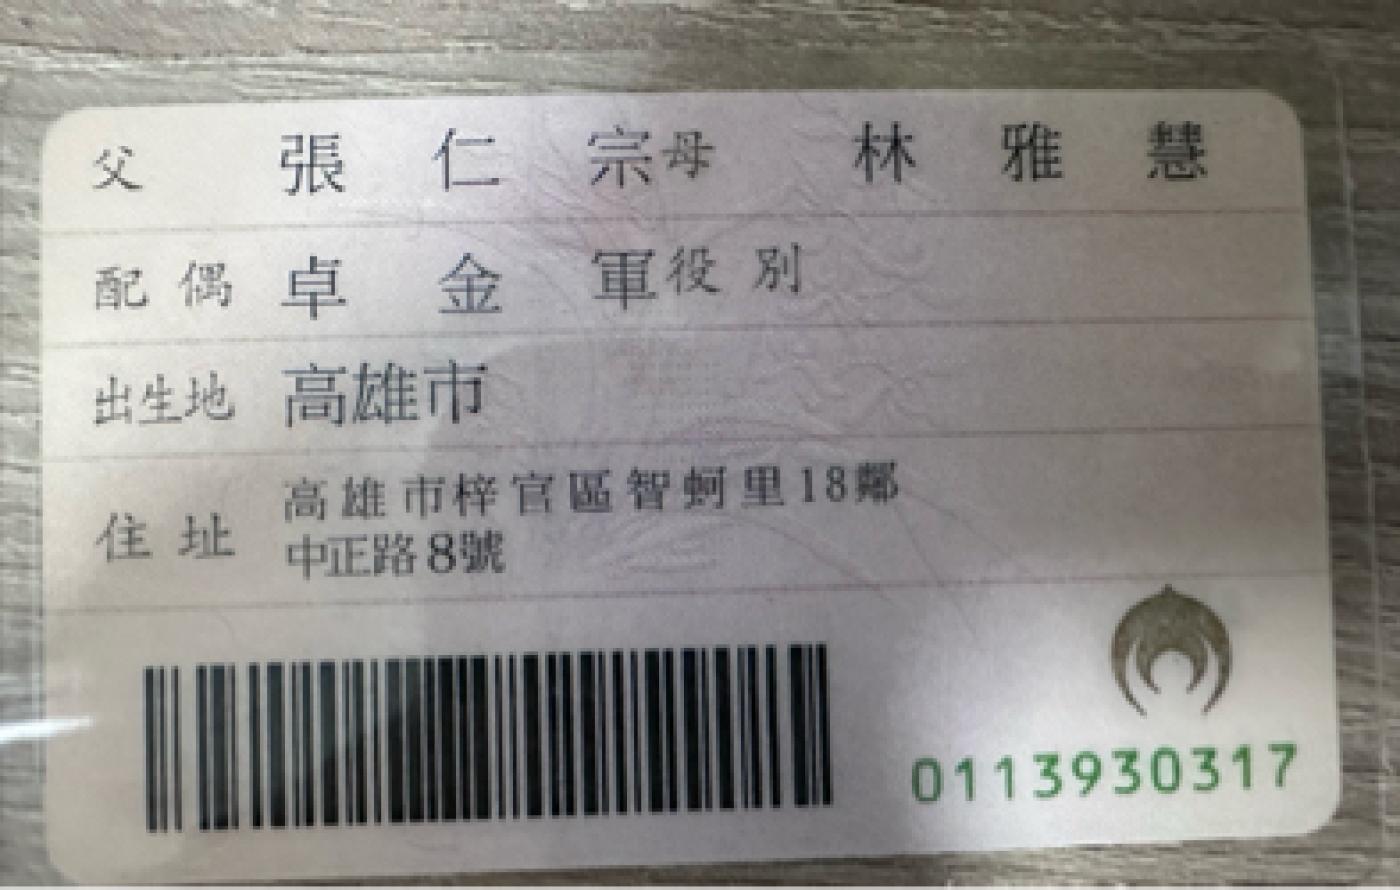 父 張仁宗 母 林雅慧
配偶 卓金軍 役別
出生地 高雄市
住址 高雄市梓官區智蚵里18鄰
中正路8號
0113930317